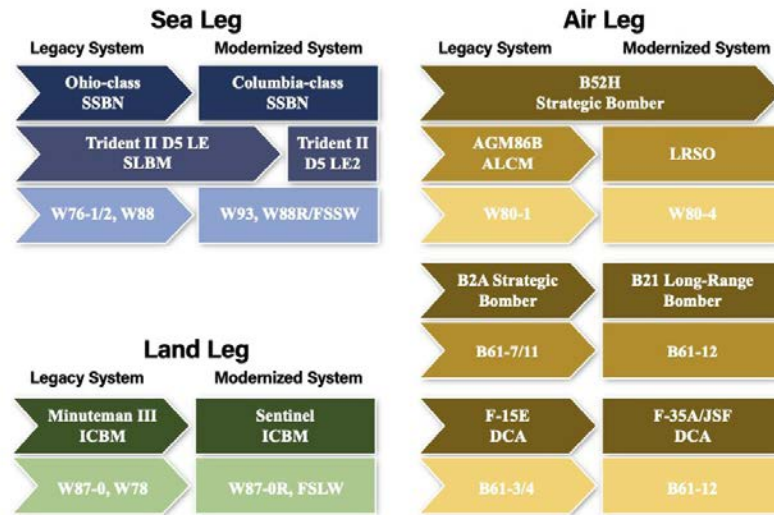 Sea Leg
Legacy System
Modernized System
Ohio-class
SSBN
Columbia-class
SSBN
Trident II D5 LE
SLBM
Trident II
D5 LE2
W76-1/2, W88
W93, W88R/FSSW
Land Leg
Legacy System
Modernized System
Minuteman III
ICBM
Sentinel
ICBM
W87-0, W78
W87-0R, FSLW
Air Leg
Legacy System
Modernized System
B52H
Strategic Bomber
AGM86B
ALCM
LRSO
W80-1
W80-4
B2A Strategic
Bomber
B21 Long-Range
Bomber
B61-7/11
B61-12
F-15E
DCA
F-35A/JSF
DCA
B61-3/4
B61-12